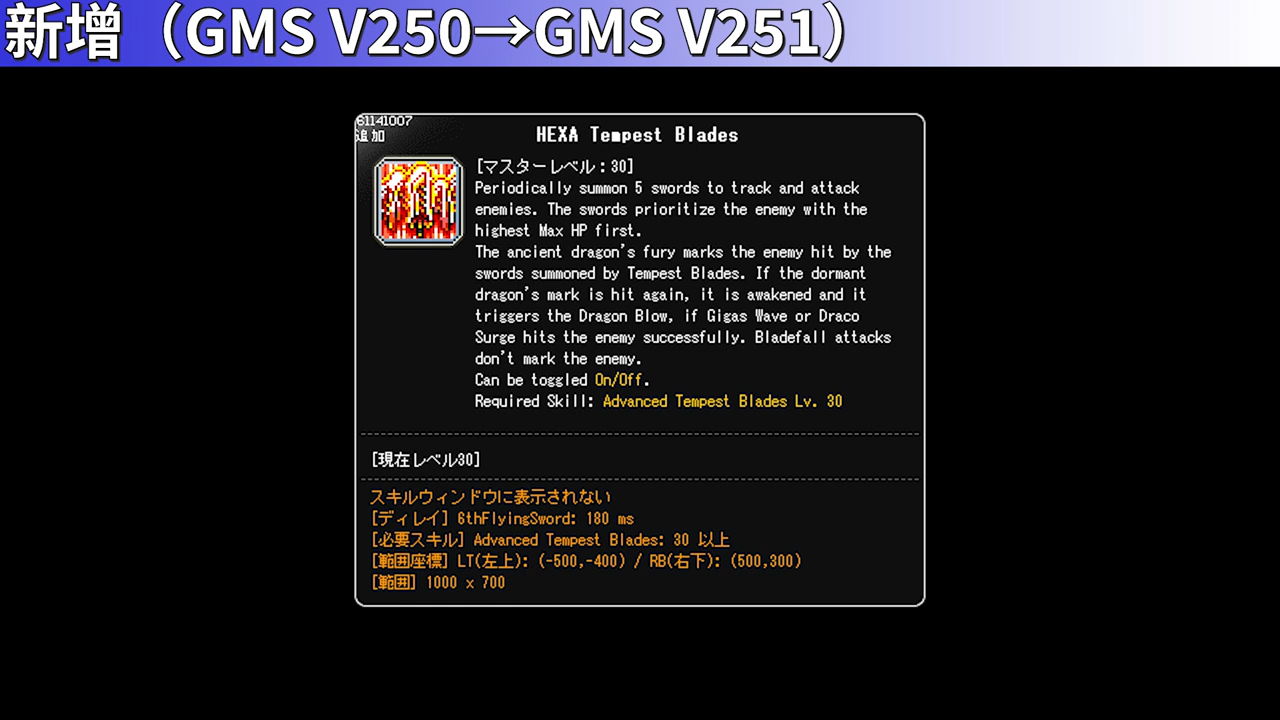 新增（GMS V250→GMS V251）
61141007
追加
HEXA Tempest Blades
[マスターレベル：30]
Periodically summon 5 swords to track and attack
enemies. The swords prioritize the enemy with the
highest Max HP first.
The ancient dragon's fury marks the enemy hit by the
swords summoned by Tempest Blades. If the dormant
dragon's mark is hit again, it is awakened and it
triggers the Dragon Blow, if Gigas Wave or Draco
Surge hits the enemy successfully. Bladefall attacks
don't mark the enemy.
Can be toggled On/Off.
Required Skill: Advanced Tempest Blades Lv. 30
[現在レベル30]
スキルウィンドウに表示されない
[ディレイ] 6thFlyingSword: 180 ms
[必要スキル] Advanced Tempest Blades: 30 以上
[範囲座標] LT(左上): (-500,-400) / RB(右下): (500,300)
[範囲] 1000 x 700